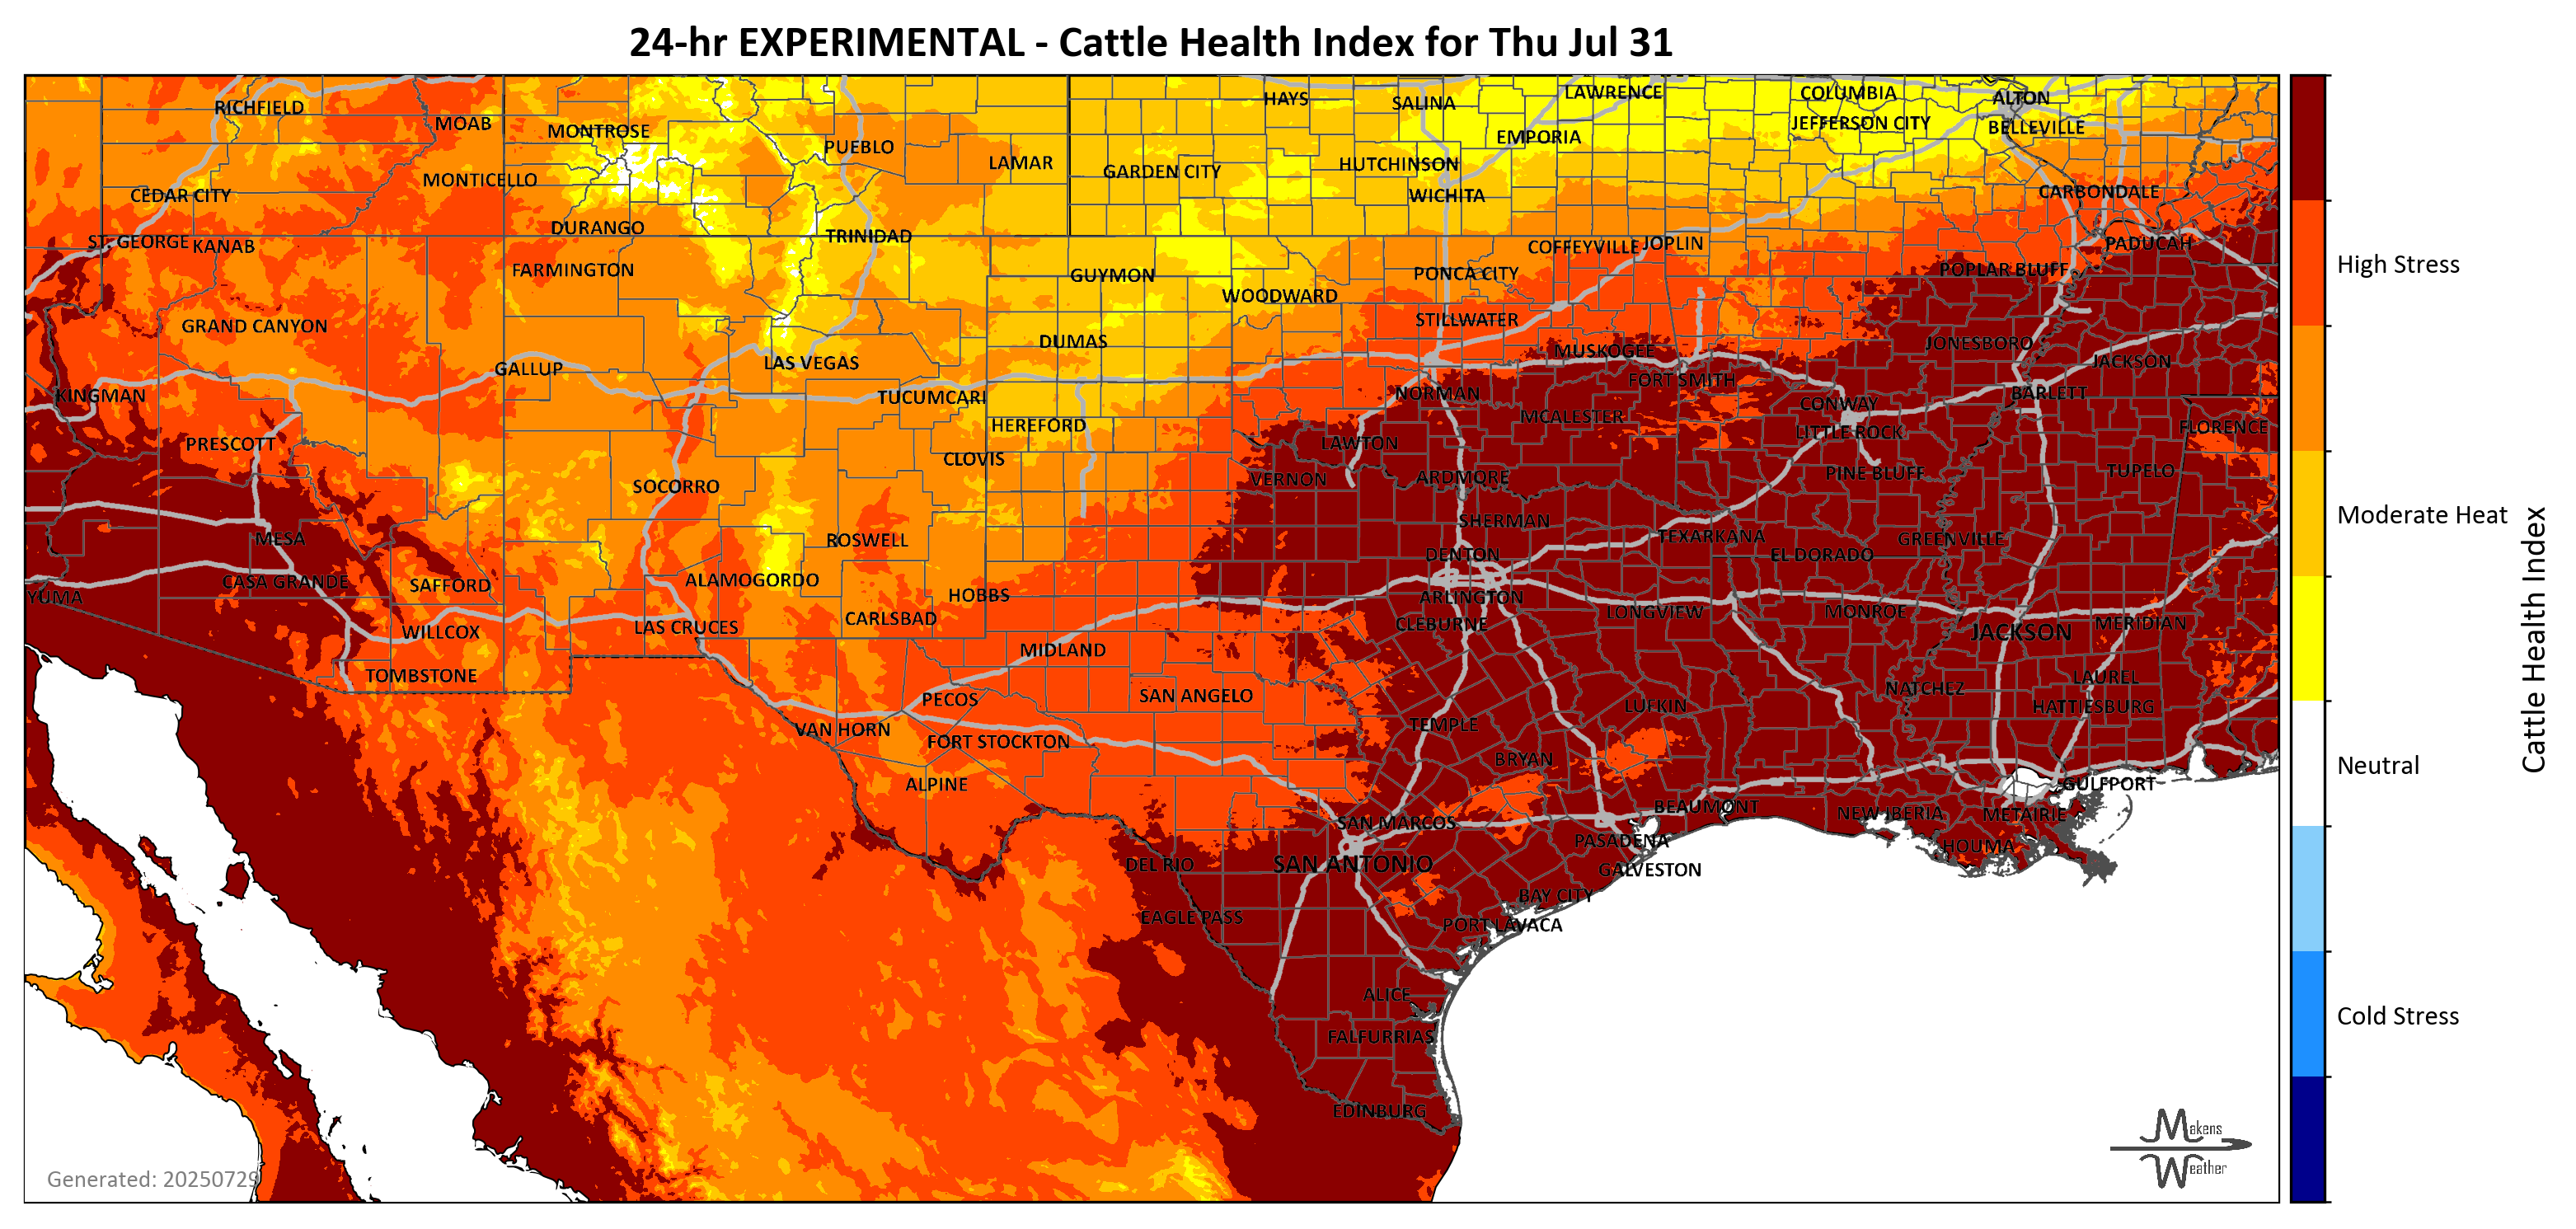 24-hr EXPERIMENTAL - Cattle Health Index for Thu Jul 31
RICHFIELD
MOAB
MONTROSE
PUEBLO
LAMAR
HAYS
SALINA
LAWRENCE
COLUMBIA
ALTON
EMPORIA
JEFFERSON CITY
BELLEVILLE
GARDEN CITY
HUTCHINSON
MONTICELLO
CEDAR CITY
WICHITA
CARBONDALE
DURANGO
TRINIDAD
ST. GEORGE
KANAB
COFFEYVILLE
JOPLIN
PADUCAH
FARMINGTON
GUYMON
PONCA CITY
POPLAR BLUFF
WOODWARD
GRAND CANYON
STILLWATER
DUMAS
MUSKOGEE
JONESBORO
JACKSON
GALLUP
LAS VEGAS
FORT SMITH
KINGMAN
TUCUMCARI
NORMAN
CONWAY
BARLETT
HEREFORD
MCALESTER
LITTLE ROCK
FLORENCE
PRESCOTT
LAWTON
CLOVIS
VERNON
ARDMORE
PINE BLUFF
TUPELO
SOCORRO
SHERMAN
MESA
ROSWELL
TEXARKANA
GREENVILLE
DENTON
EL DORADO
CASA GRANDE
SAFFORD
ALAMOGORDO
YUMA
HOBBS
ARLINGTON
LONGVIEW
MONROE
CARLSBAD
CLEBURNE
MERIDIAN
WILLCOX
LAS CRUCES
JACKSON
MIDLAND
TOMBSTONE
LAUREL
PECOS
SAN ANGELO
NATCHEZ
LUFKIN
HATTIESBURG
VAN HORN
TEMPLE
FORT STOCKTON
BRYAN
ALPINE
GULFPORT
BEAUMONT
SAN MARCOS
NEW IBERIA
METAIRIE
PASADENA
HOUMA
DEL RIO
SAN ANTONIO
GALVESTON
BAY CITY
EAGLE PASS
PORT LAVACA
ALICE
FALFURRIAS
EDINBURG
Generated: 20250729
Makens
Weather
High Stress
Moderate Heat
Neutral
Cold Stress
Cattle Health Index